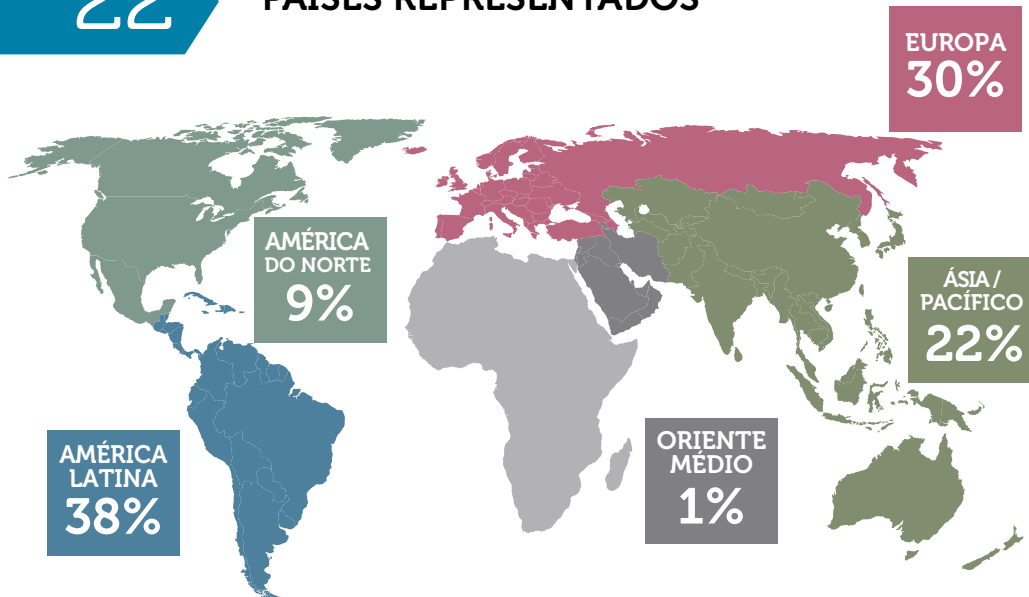 22
PAÍSES REPRESENTADOS
EUROPA
30%
AMÉRICA
DO NORTE
9%
ÁSIA /
PACÍFICO
22%
AMÉRICA
LATINA
38%
ORIENTE
MÉDIO
1%